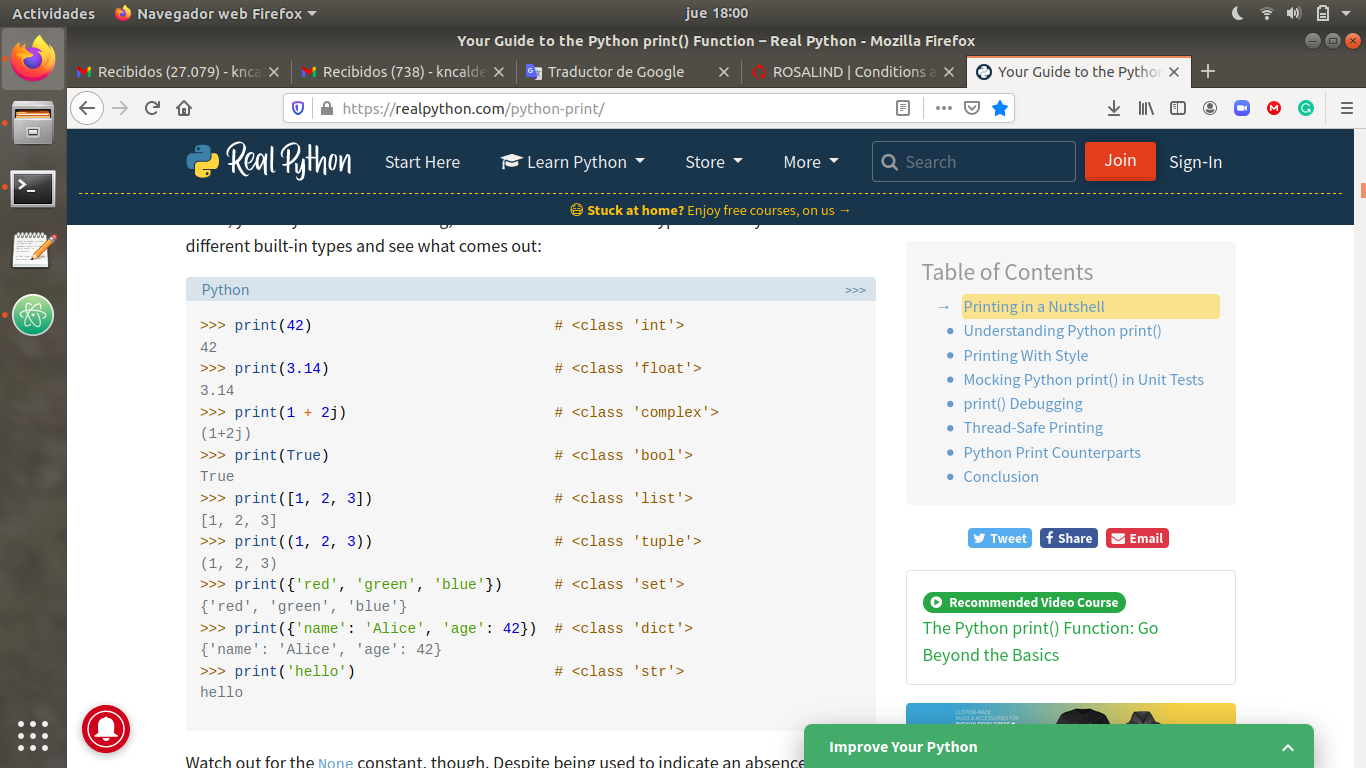 Actividades
Navegador web Firefox
jue 18:00
Your Guide to the Python print() Function – Real Python - Mozilla Firefox
Recibidos (27.079) - knca
Recibidos (738) - kncalde
Traductor de Google
ROSALIND | Conditions a
Your Guide to the Python
https://realpython.com/python-print/
Real Python
Start Here
Learn Python
Store
More
Search
Join
Sign-In
Stuck at home? Enjoy free courses, on us →
different built-in types and see what comes out:
Python
>>>
>>> print(42) # <class 'int'>
42
>>> print(3.14) # <class 'float'>
3.14
>>> print(1 + 2j) # <class 'complex'>
(1+2j)
>>> print(True) # <class 'bool'>
True
>>> print([1, 2, 3]) # <class 'list'>
[1, 2, 3]
>>> print((1, 2, 3)) # <class 'tuple'>
(1, 2, 3)
>>> print({'red', 'green', 'blue'}) # <class 'set'>
{'red', 'green', 'blue'}
>>> print({'name': 'Alice', 'age': 42}) # <class 'dict'>
{'name': 'Alice', 'age': 42}
>>> print('hello') # <class 'str'>
hello
Watch out for the None constant, though. Despite being used to indicate an absence
Table of Contents
→ Printing in a Nutshell
• Understanding Python print()
• Printing With Style
• Mocking Python print() in Unit Tests
• print() Debugging
• Thread-Safe Printing
• Python Print Counterparts
• Conclusion
Tweet
Share
Email
Recommended Video Course
The Python print() Function: Go
Beyond the Basics
CUSTOM-MADE
MUGS & ACCESSORIES FOR
Improve Your Python